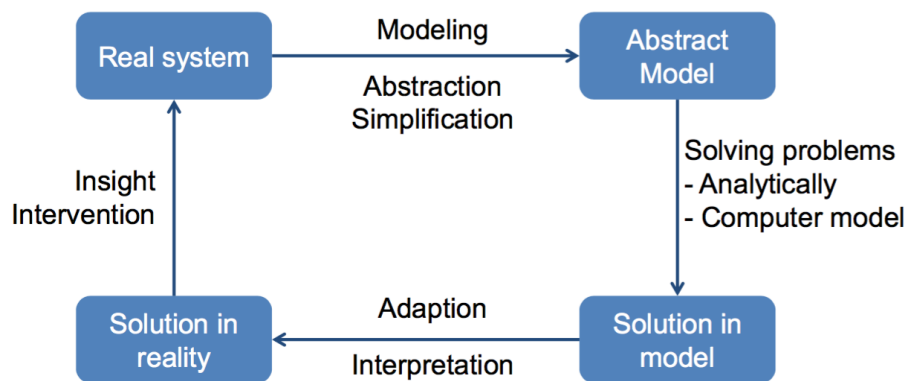 Real system
Modeling
Abstraction
Simplification
Abstract
Model
Solving problems
- Analytically
- Computer model
Solution in
model
Adaption
Interpretation
Solution in
reality
Insight
Intervention